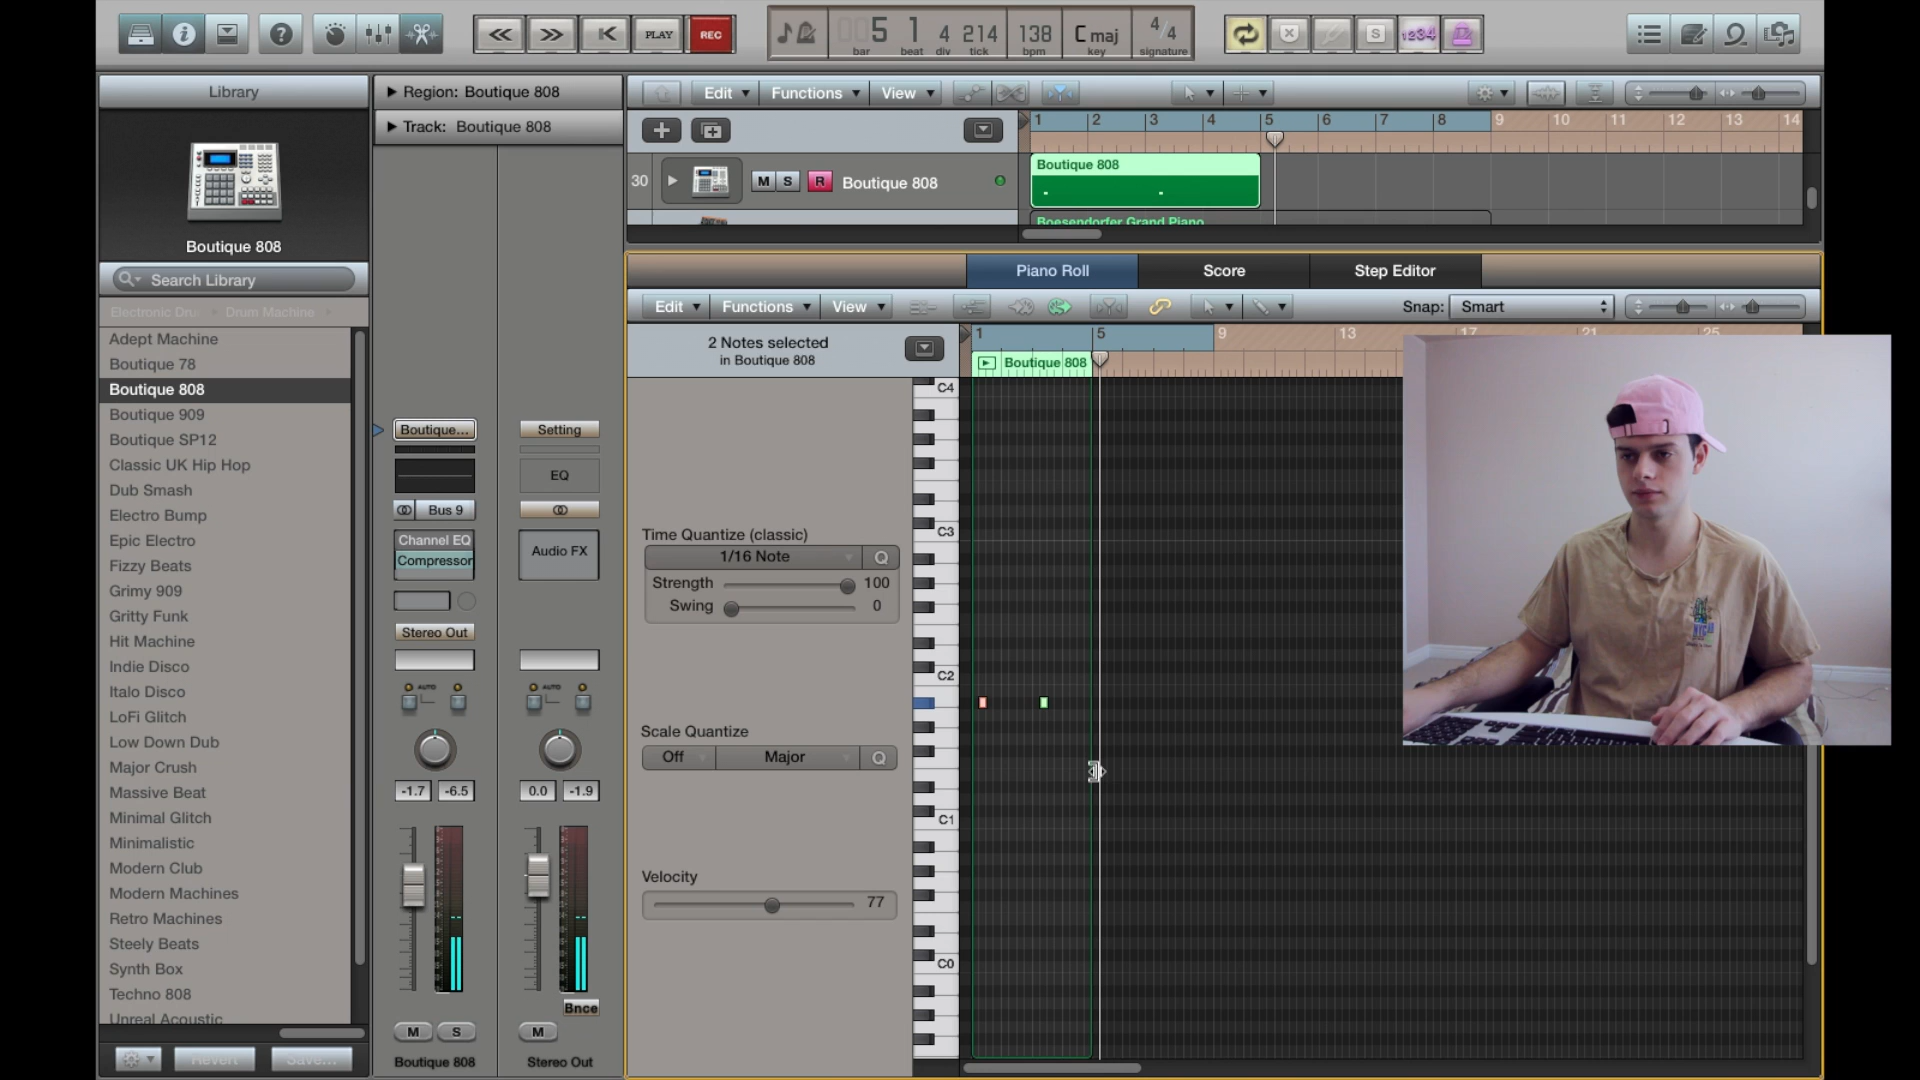 PLAY
REC
5 1 4 214 138 C maj 4/4
bar beat div tick bpm key signature
S
1234
Library
Region: Boutique 808
Edit
Functions
View
Track: Boutique 808
1 2 3 4 5 6 7 8 9 10 11 12 13 14
30
M S R Boutique 808
Boutique 808
Boesendorfer Grand Piano
Boutique 808
Search Library
Electronic Dru
Drum Machine
Adept Machine
Boutique 78
Boutique 808
Boutique 909
Boutique SP12
Classic UK Hip Hop
Dub Smash
Electro Bump
Epic Electro
Fizzy Beats
Grimy 909
Gritty Funk
Hit Machine
Indie Disco
Italo Disco
LoFi Glitch
Low Down Dub
Major Crush
Massive Beat
Minimal Glitch
Minimalistic
Modern Club
Modern Machines
Retro Machines
Steely Beats
Synth Box
Techno 808
Unreal Acoustic
Revert
Save...
Boutique...
Setting
EQ
Bus 9
Channel EQ
Compressor
Audio FX
Stereo Out
AUTO
AUTO
-1.7 -6.5
0.0 -1.9
Bnce
M S
M
Boutique 808
Stereo Out
Piano Roll
Score
Step Editor
Edit
Functions
View
Snap: Smart
1 5 9 13 17 21 25
2 Notes selected
in Boutique 808
Boutique 808
Time Quantize (classic)
1/16 Note
Q
Strength 100
Swing 0
Scale Quantize
Off
Major
Q
Velocity
77
C4
C3
C2
C1
C0